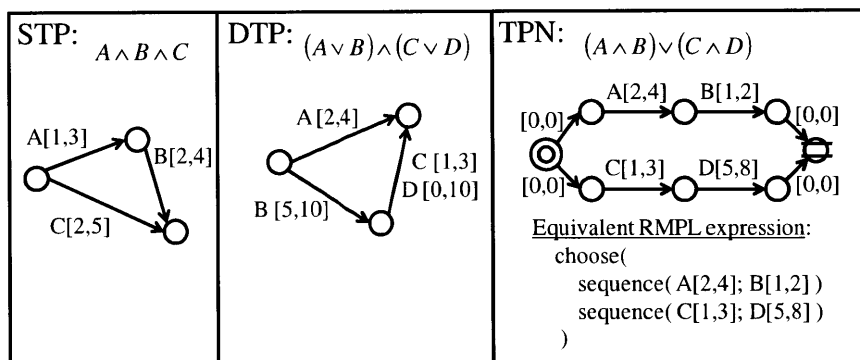 STP: A ∧ B ∧ C
A[1,3]
B[2,4]
C[2,5]
DTP: (A ∨ B) ∧ (C ∨ D)
A [2,4]
C [1,3]
D [0,10]
B [5,10]
TPN: (A ∧ B) ∨ (C ∧ D)
A[2,4] B[1,2]
[0,0] [0,0]
C[1,3] D[5,8]
[0,0] [0,0]
Equivalent RMPL expression:
choose(
sequence( A[2,4]; B[1,2] )
sequence( C[1,3]; D[5,8] )
)